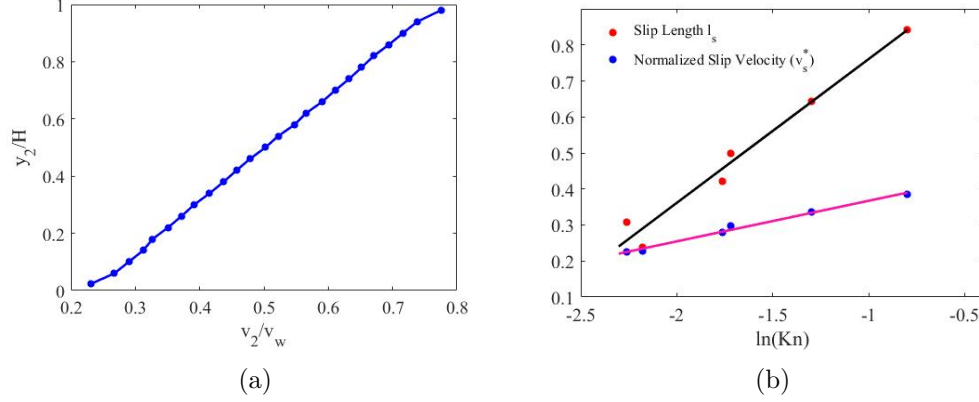 1
0.8
0.6
0.4
0.2
0
y2/H
0.2 0.3 0.4 0.5 0.6 0.7 0.8
v2/vw
(a)
Slip Length ls
Normalized Slip Velocity (vs*)
0.8
0.7
0.6
0.5
0.4
0.3
0.2
0.1
-2.5 -2 -1.5 -1 -0.5
ln(Kn)
(b)